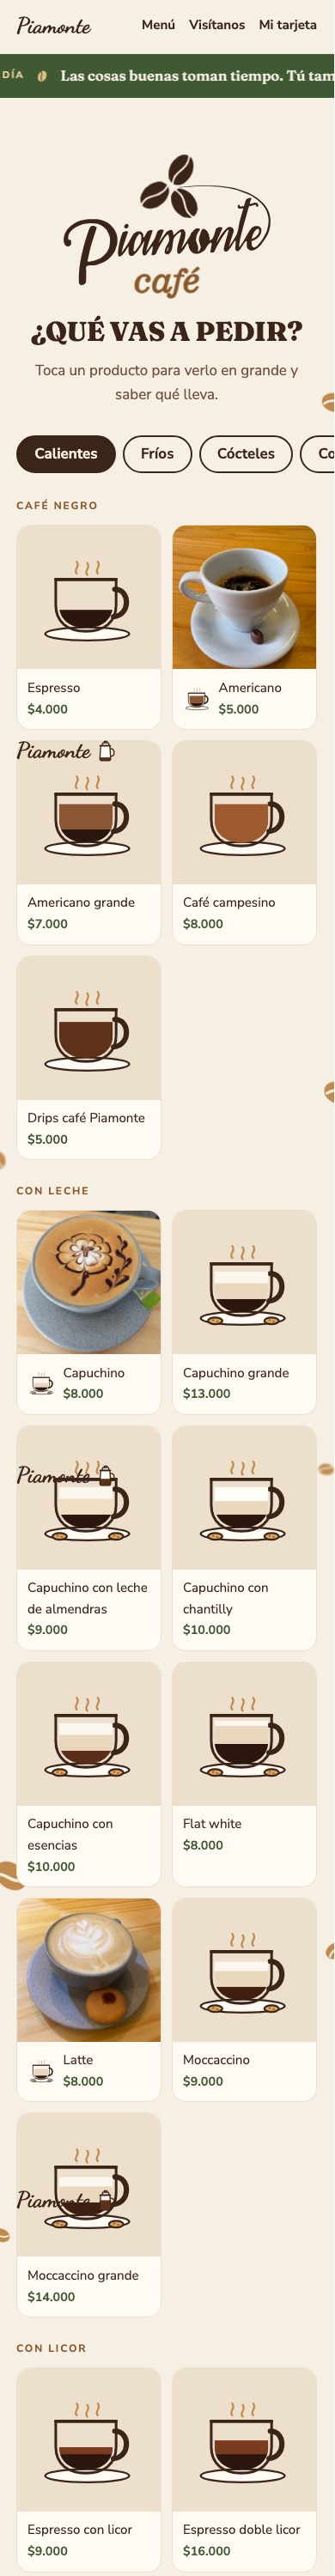 Piamonte
Menú Visítanos Mi tarjeta
DÍA Las cosas buenas toman tiempo. Tú tam
Piamonte
café
¿QUÉ VAS A PEDIR?
Toca un producto para verlo en grande y
saber qué lleva.
Calientes Fríos Cócteles Co
CAFÉ NEGRO
Espresso
$4.000
Americano
$5.000
Piamonte
Americano grande
$7.000
Café campesino
$8.000
Drips café Piamonte
$5.000
CON LECHE
Capuchino
$8.000
Capuchino grande
$13.000
Piamonte
Capuchino con leche
de almendras
$9.000
Capuchino con
chantilly
$10.000
Capuchino con
esencias
$10.000
Flat white
$8.000
Latte
$8.000
Moccaccino
$9.000
Piamonte
Moccaccino grande
$14.000
CON LICOR
Espresso con licor
$9.000
Espresso doble licor
$16.000